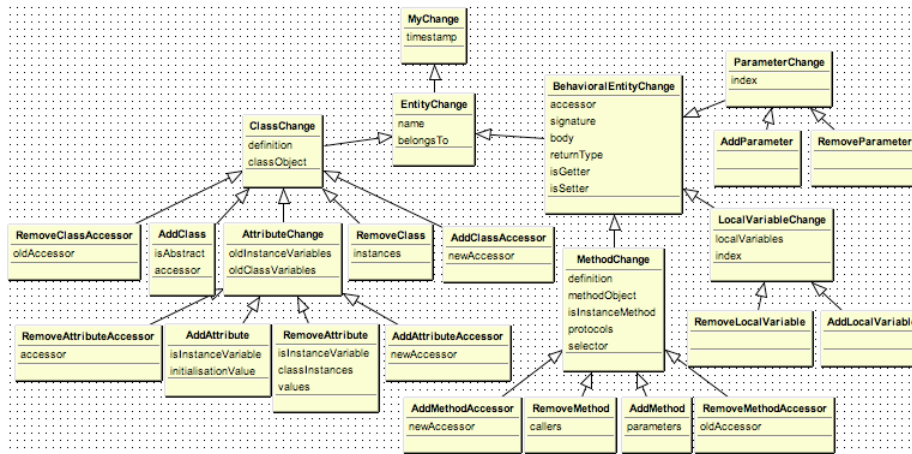 MyChange
timestamp
EntityChange
name
belongsTo
ClassChange
definition
classObject
BehavioralEntityChange
accessor
signature
body
returnType
isGetter
isSetter
ParameterChange
index
AddParameter
RemoveParameter
RemoveClassAccessor
oldAccessor
AddClass
isAbstract
accessor
AttributeChange
oldInstanceVariables
oldClassVariables
RemoveClass
instances
AddClassAccessor
newAccessor
MethodChange
definition
methodObject
isInstanceMethod
protocols
selector
LocalVariableChange
localVariables
index
RemoveLocalVariable
AddLocalVariable
RemoveAttributeAccessor
accessor
AddAttribute
isInstanceVariable
initialisationValue
RemoveAttribute
isInstanceVariable
classInstances
values
AddAttributeAccessor
newAccessor
AddMethodAccessor
newAccessor
RemoveMethod
callers
AddMethod
parameters
RemoveMethodAccessor
oldAccessor